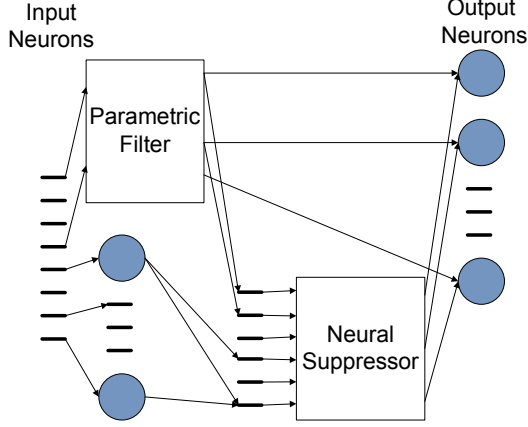 Input
Neurons
Output
Neurons
Parametric
Filter
Neural
Suppressor